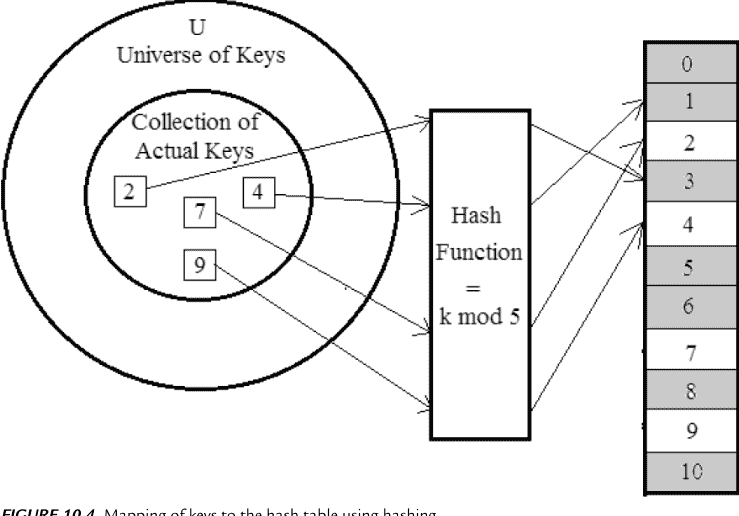 U
Universe of Keys
Collection of
Actual Keys
2
4
7
9
Hash
Function
=
k mod 5
0
1
2
3
4
5
6
7
8
9
10
FIGURE 10.4 Mapping of keys to the hash table using hashing